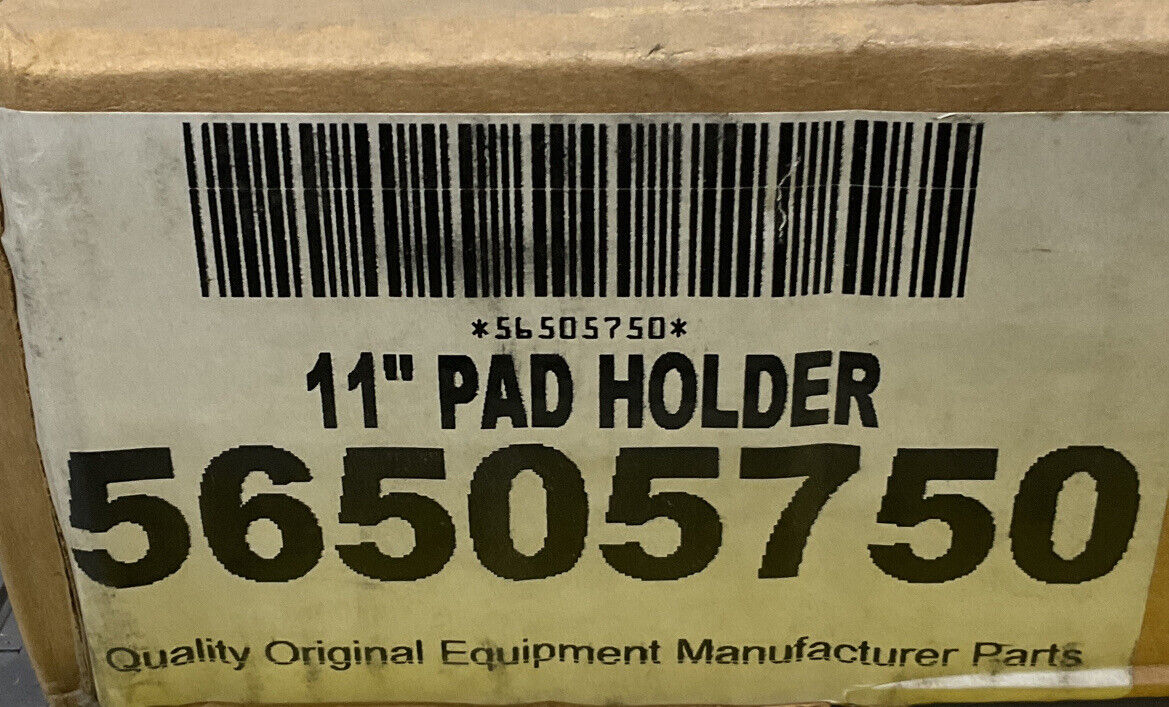 *56505750*
11" PAD HOLDER
56505750
Quality Original Equipment Manufacturer Parts